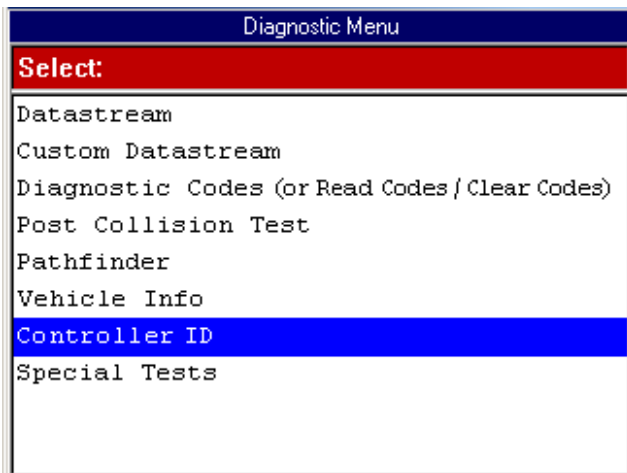 Diagnostic Menu
Select:
Datastream
Custom Datastream
Diagnostic Codes (or Read Codes / Clear Codes)
Post Collision Test
Pathfinder
Vehicle Info
Controller ID
Special Tests